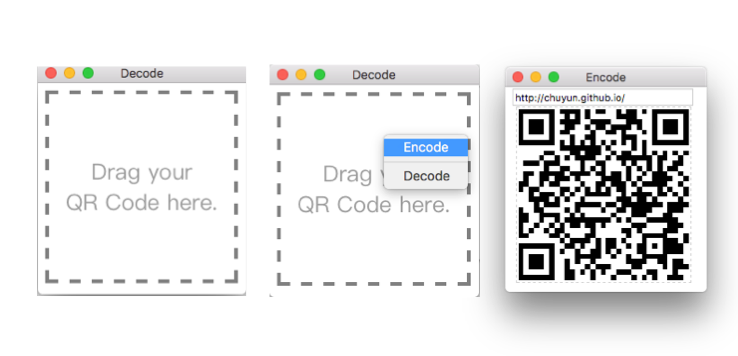 Decode
Drag your
QR Code here.
Decode
Encode
Decode
Drag
QR Code here.
Encode
http://chuyun.github.io/